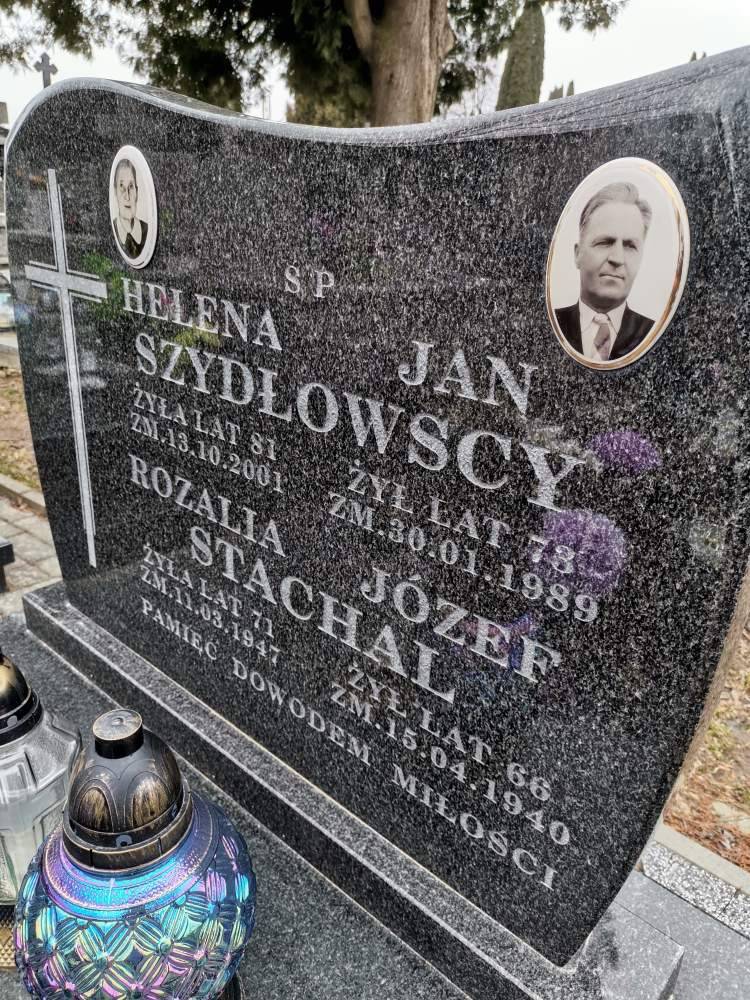 Ś P
HELENA JAN
SZYDŁOWSCY
ŻYŁA LAT 81 ŻYŁ LAT 78
ZM.13.10.2001 ZM.30.01.1989
ROZALIA JÓZEF
STACHAL
ŻYŁA LAT 71 ŻYŁ LAT 66
ZM.11.03.1947 ZM.15.04.1940
PAMIĘĆ DOWODEM MIŁOŚCI